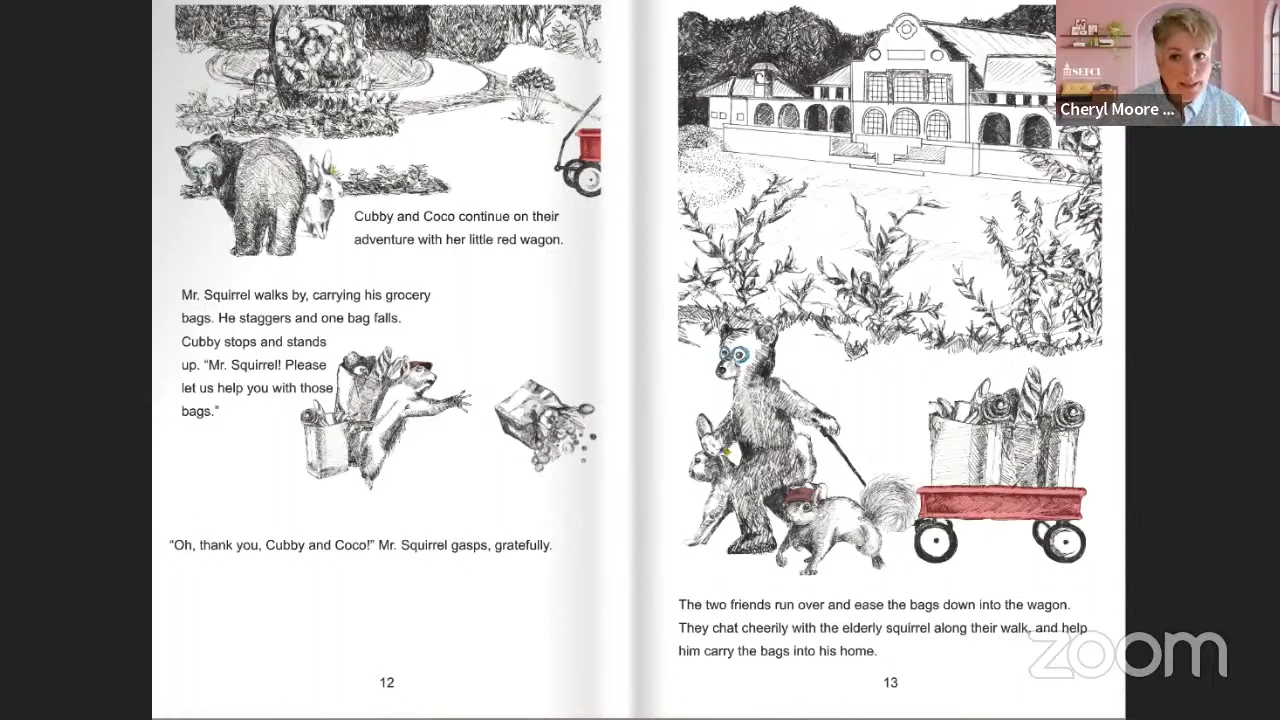 Cubby and Coco continue on their
adventure with her little red wagon.
Mr. Squirrel walks by, carrying his grocery
bags. He staggers and one bag falls.
Cubby stops and stands
up. “Mr. Squirrel! Please
let us help you with those
bags.”
"Oh, thank you, Cubby and Coco!” Mr. Squirrel gasps, gratefully.
12
SEFCU
Cheryl Moore ...
The two friends run over and ease the bags down into the wagon.
They chat cheerily with the elderly squirrel along their walk, and help
him carry the bags into his home.
13
zoom